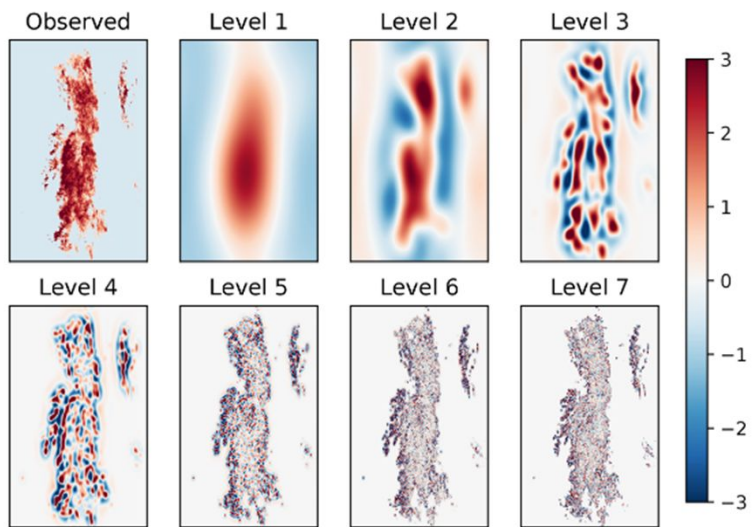 Observed
Level 1
Level 2
Level 3
3
2
1
0
−1
−2
−3
Level 4
Level 5
Level 6
Level 7